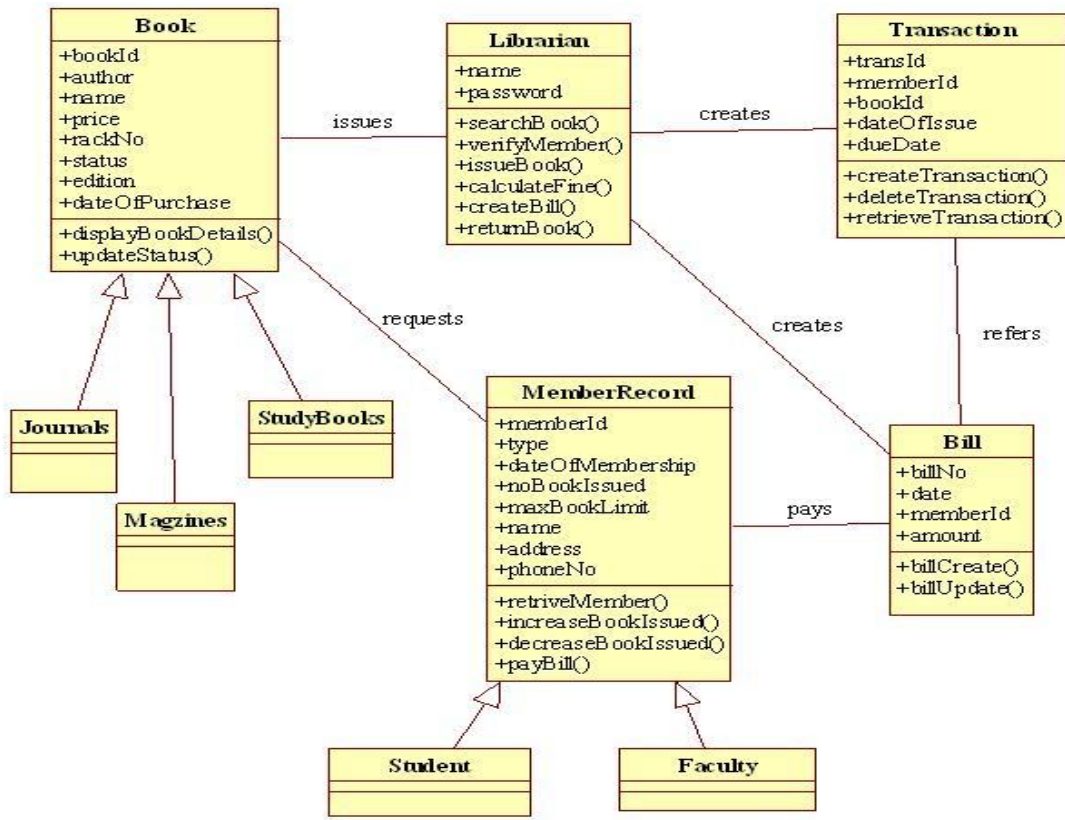 Book
+bookId
+author
+name
+price
+rackNo
+status
+edition
+dateOfPurchase
+displayBookDetails()
+updateStatus()
issues
Librarian
+name
+password
+searchBook()
+verifyMember()
+issueBook()
+calculateFine()
+createBill()
+returnBook()
creates
Transaction
+transId
+memberId
+bookId
+dateOfIssue
+dueDate
+createTransaction()
+deleteTransaction()
+retrieveTransaction()
requests
creates
refers
Journals
Magzines
StudyBooks
MemberRecord
+memberId
+type
+dateOfMembership
+noBookIssued
+maxBookLimit
+name
+address
+phoneNo
+retriveMember()
+increaseBookIssued()
+decreaseBookIssued()
+payBill()
pays
Bill
+billNo
+date
+memberId
+amount
+billCreate()
+billUpdate()
Student
Faculty